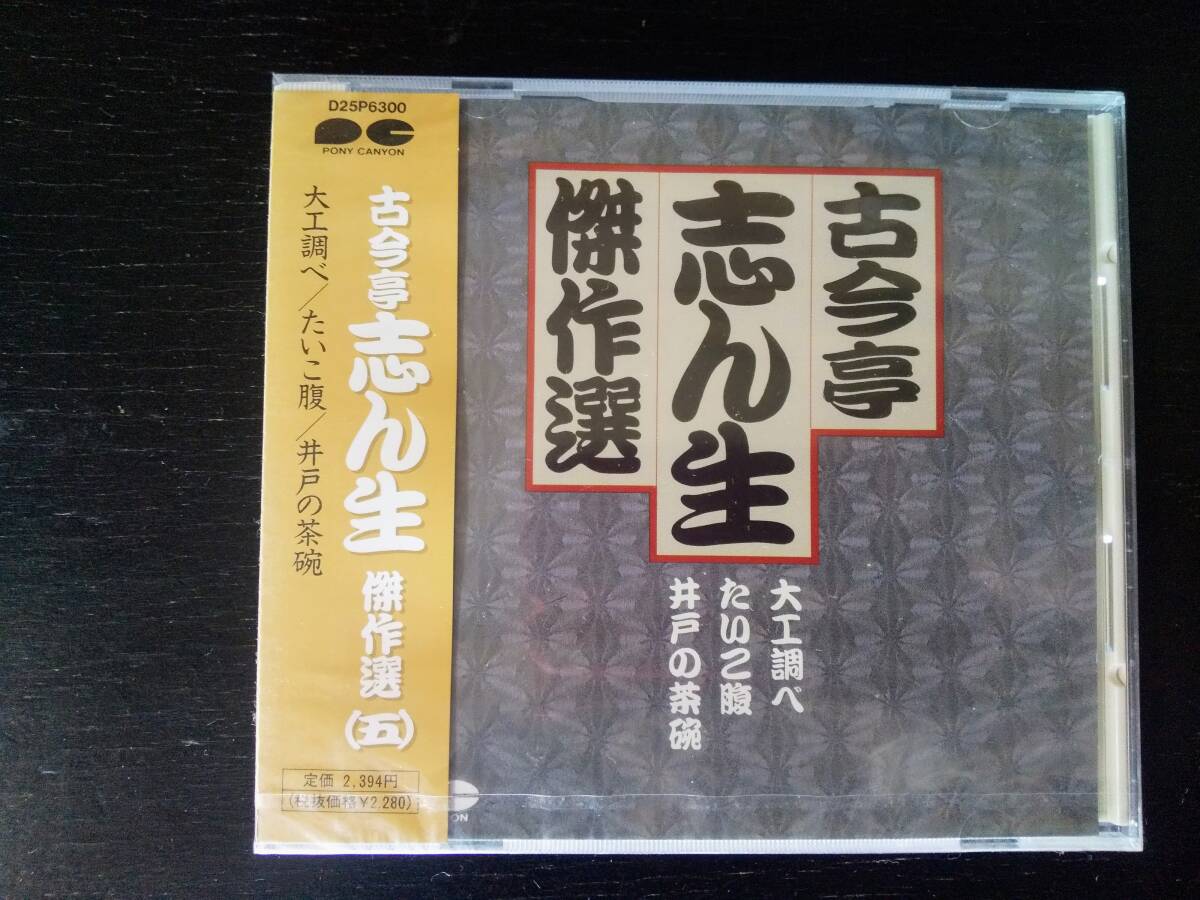 D25P6300
PONY CANYON
古今亭志ん生傑作選(五)
大工調べ/たいこ腹/井戸の茶碗
定価 2,394円
(税抜価格¥2,280)
古今亭
志ん生
傑作選
大工調べ
たいこ腹
井戸の茶碗